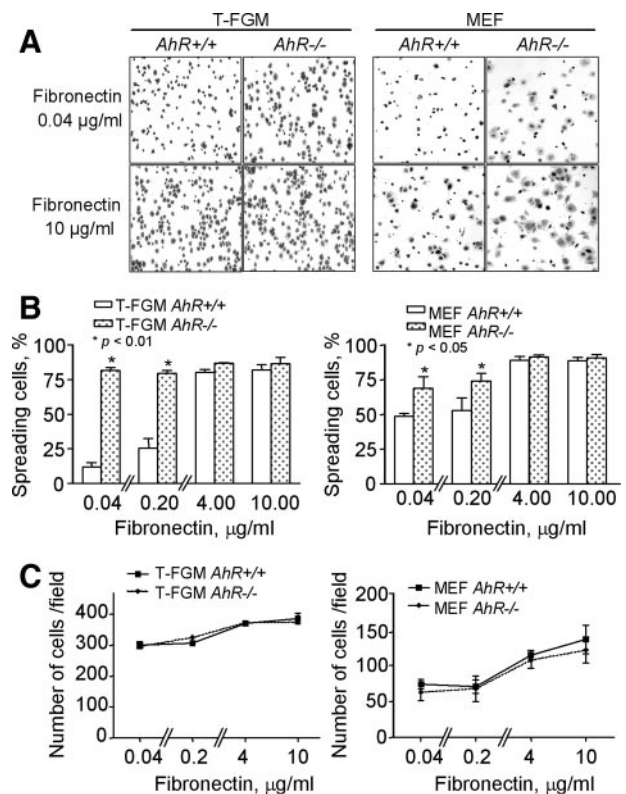 A
T-FGM
MEF
AhR+/+
AhR-/-
AhR+/+
AhR-/-
Fibronectin
0.04 µg/ml
Fibronectin
10 µg/ml
B
T-FGM AhR+/+
T-FGM AhR-/-
* p < 0.01
Spreading cells, %
100
75
50
25
0
*
*
0.04
0.20
4.00
10.00
Fibronectin, µg/ml
MEF AhR+/+
MEF AhR-/-
* p < 0.05
Spreading cells, %
100
75
50
25
0
*
*
0.04
0.20
4.00
10.00
Fibronectin, µg/ml
C
T-FGM AhR+/+
T-FGM AhR-/-
Number of cells /field
400
300
200
100
0
0.04
0.2
4
10
Fibronectin, µg/ml
MEF AhR+/+
MEF AhR-/-
Number of cells /field
200
150
100
50
0
0.04
0.2
4
10
Fibronectin, µg/ml